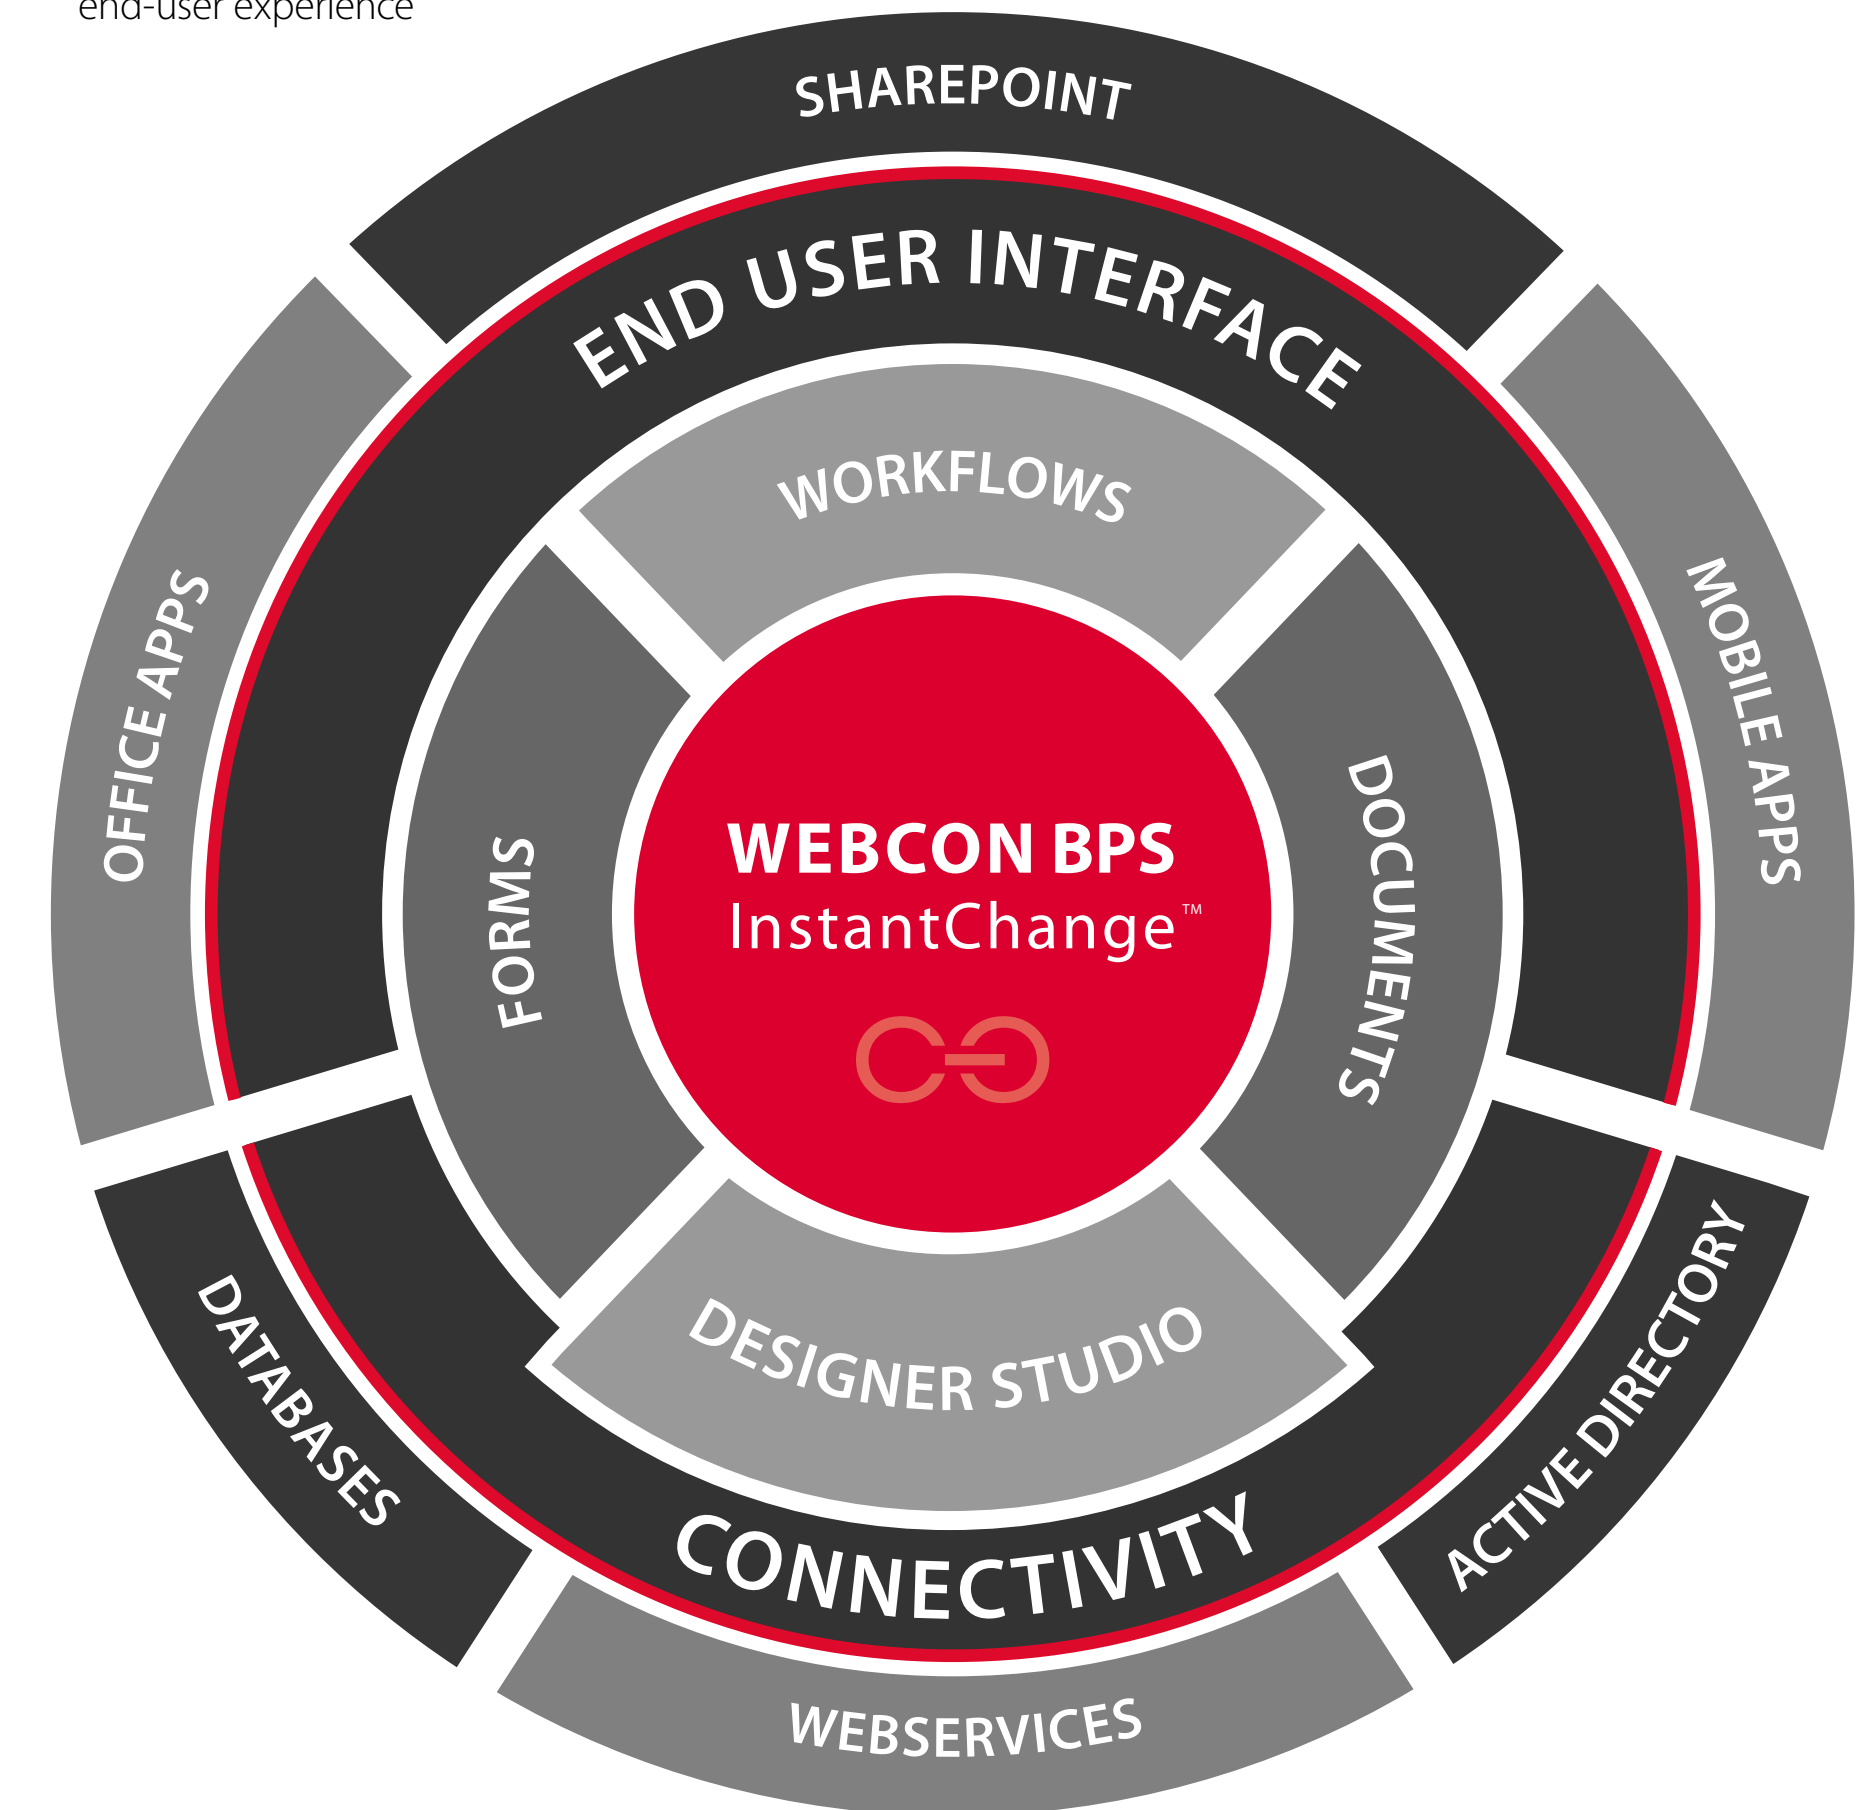 end-user experience
SHAREPOINT
END USER INTERFACE
WORKFLOWS
OFFICE APPS
MOBILE APPS
FORMS
WEBCON BPS
InstantChange™
DOCUMENTS
DESIGNER STUDIO
DATABASES
ACTIVE DIRECTORY
CONNECTIVITY
WEBSERVICES